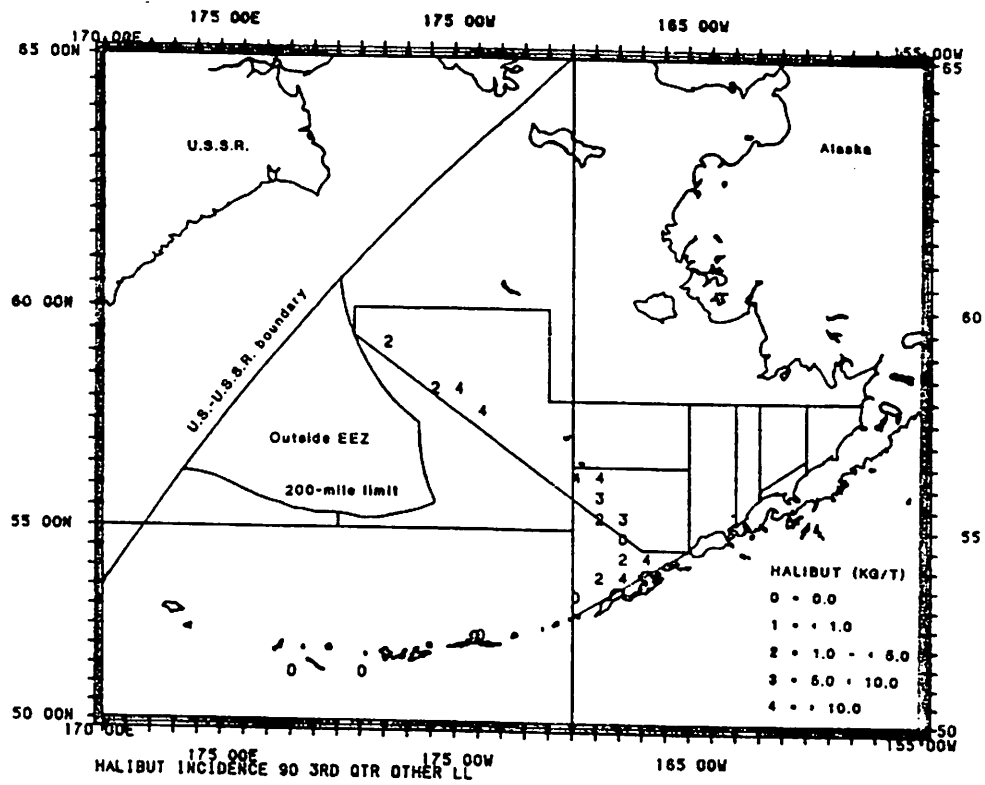 175 00E 175 00W 165 00W
170 00E 155 00W
65 00N 65
U.S.S.R. Alaska
60 00N 60
U.S.-U.S.S.R. boundary
2
2 4
4
Outside EEZ
200-mile limit
4 4
3
55 00N 2 3 55
0
2 4
2 4
0
HALIBUT (KG/T)
0 = 0.0
1 = < 1.0
2 = 1.0 - < 5.0
3 = 5.0 < 10.0
4 = > 10.0
0 0
0 0
50 00N 50
170 00E 155 00W
175 00E 175 00W 165 00W
HALIBUT INCIDENCE 90 3RD QTR OTHER LL